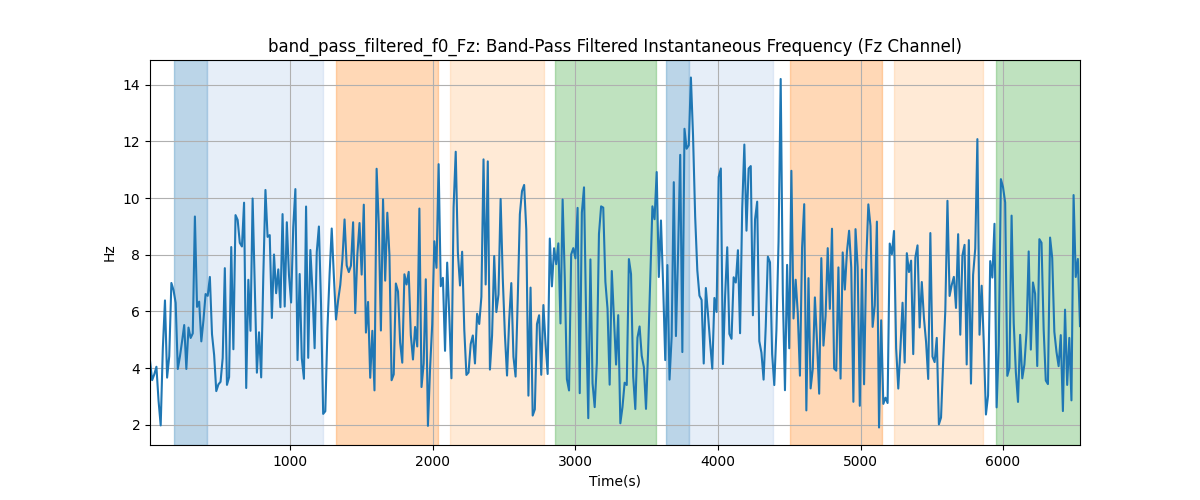 band_pass_filtered_f0_Fz: Band-Pass Filtered Instantaneous Frequency (Fz Channel)
14
12
10
8
6
4
2
Hz
1000 2000 3000 4000 5000 6000
Time(s)